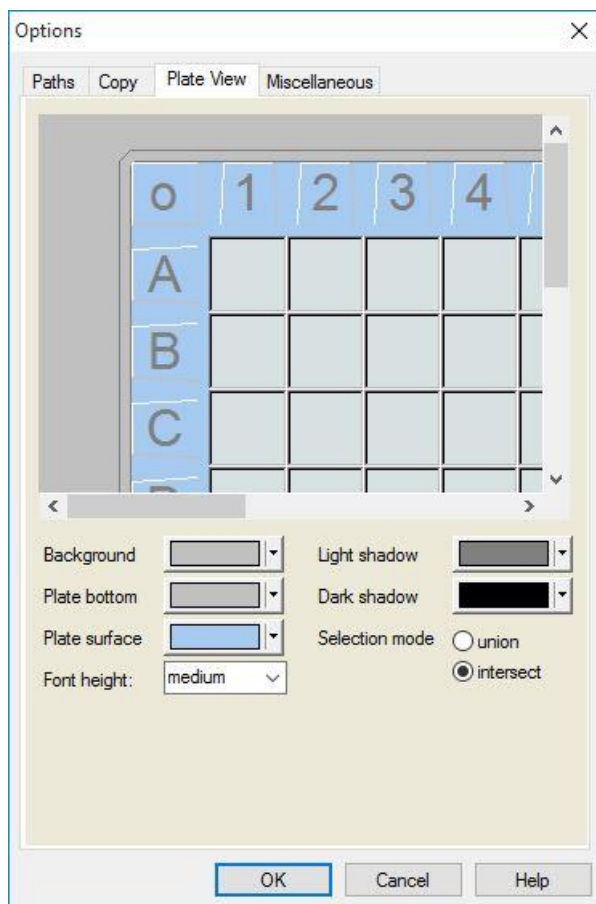 Options
Paths Copy Plate View Miscellaneous
o 1 2 3 4
A
B
C
Background Light shadow
Plate bottom Dark shadow
Plate surface Selection mode union
Font height: medium intersect
OK Cancel Help